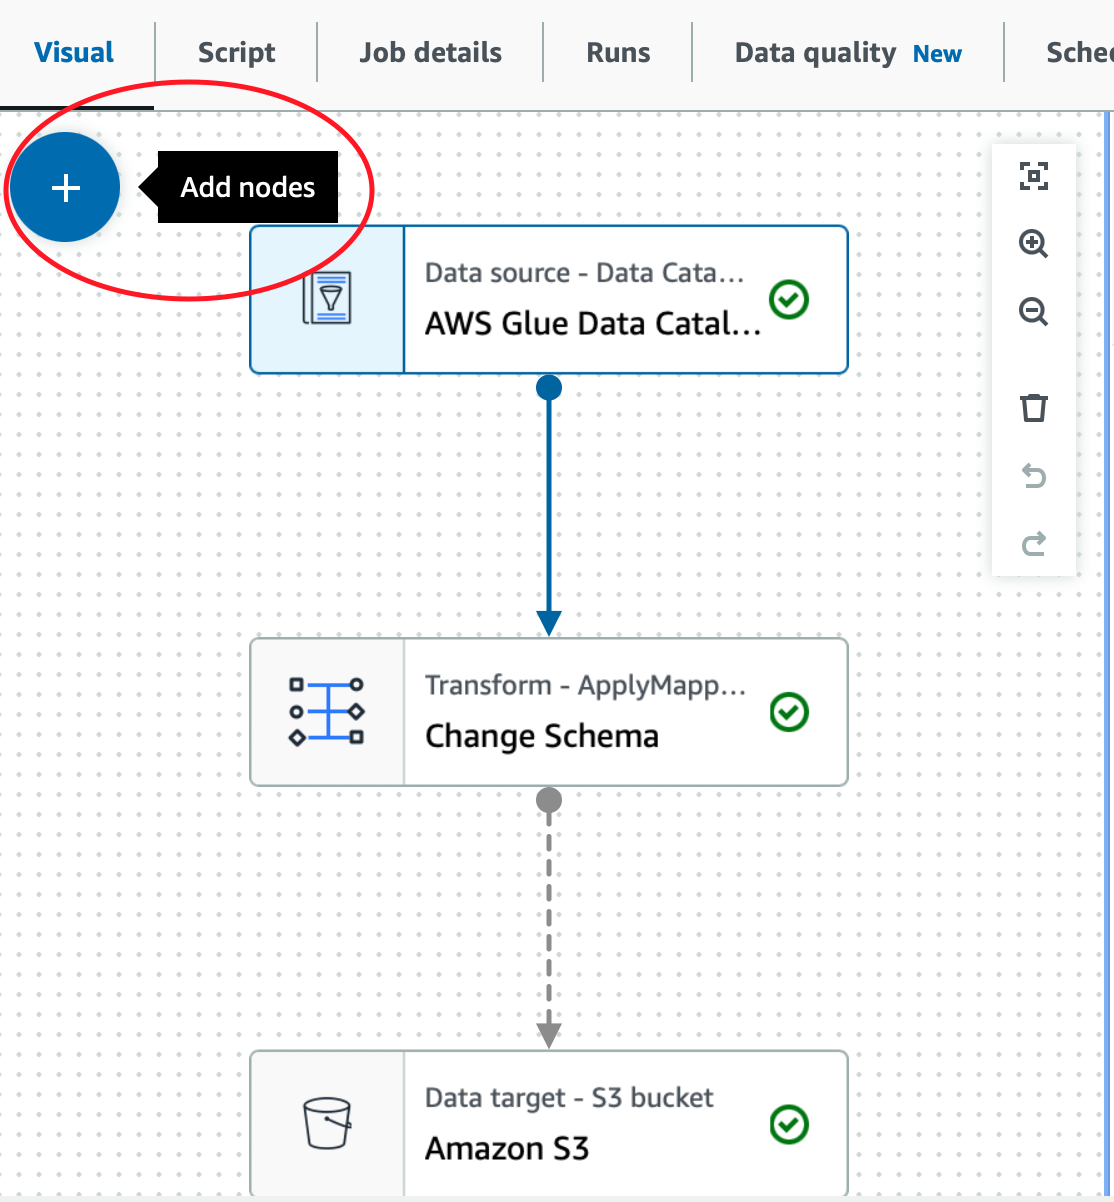 Visual
Script
Job details
Runs
Data quality New
Sche
Add nodes
Data source - Data Cata...
AWS Glue Data Catal...
Transform - ApplyMapp...
Change Schema
Data target - S3 bucket
Amazon S3